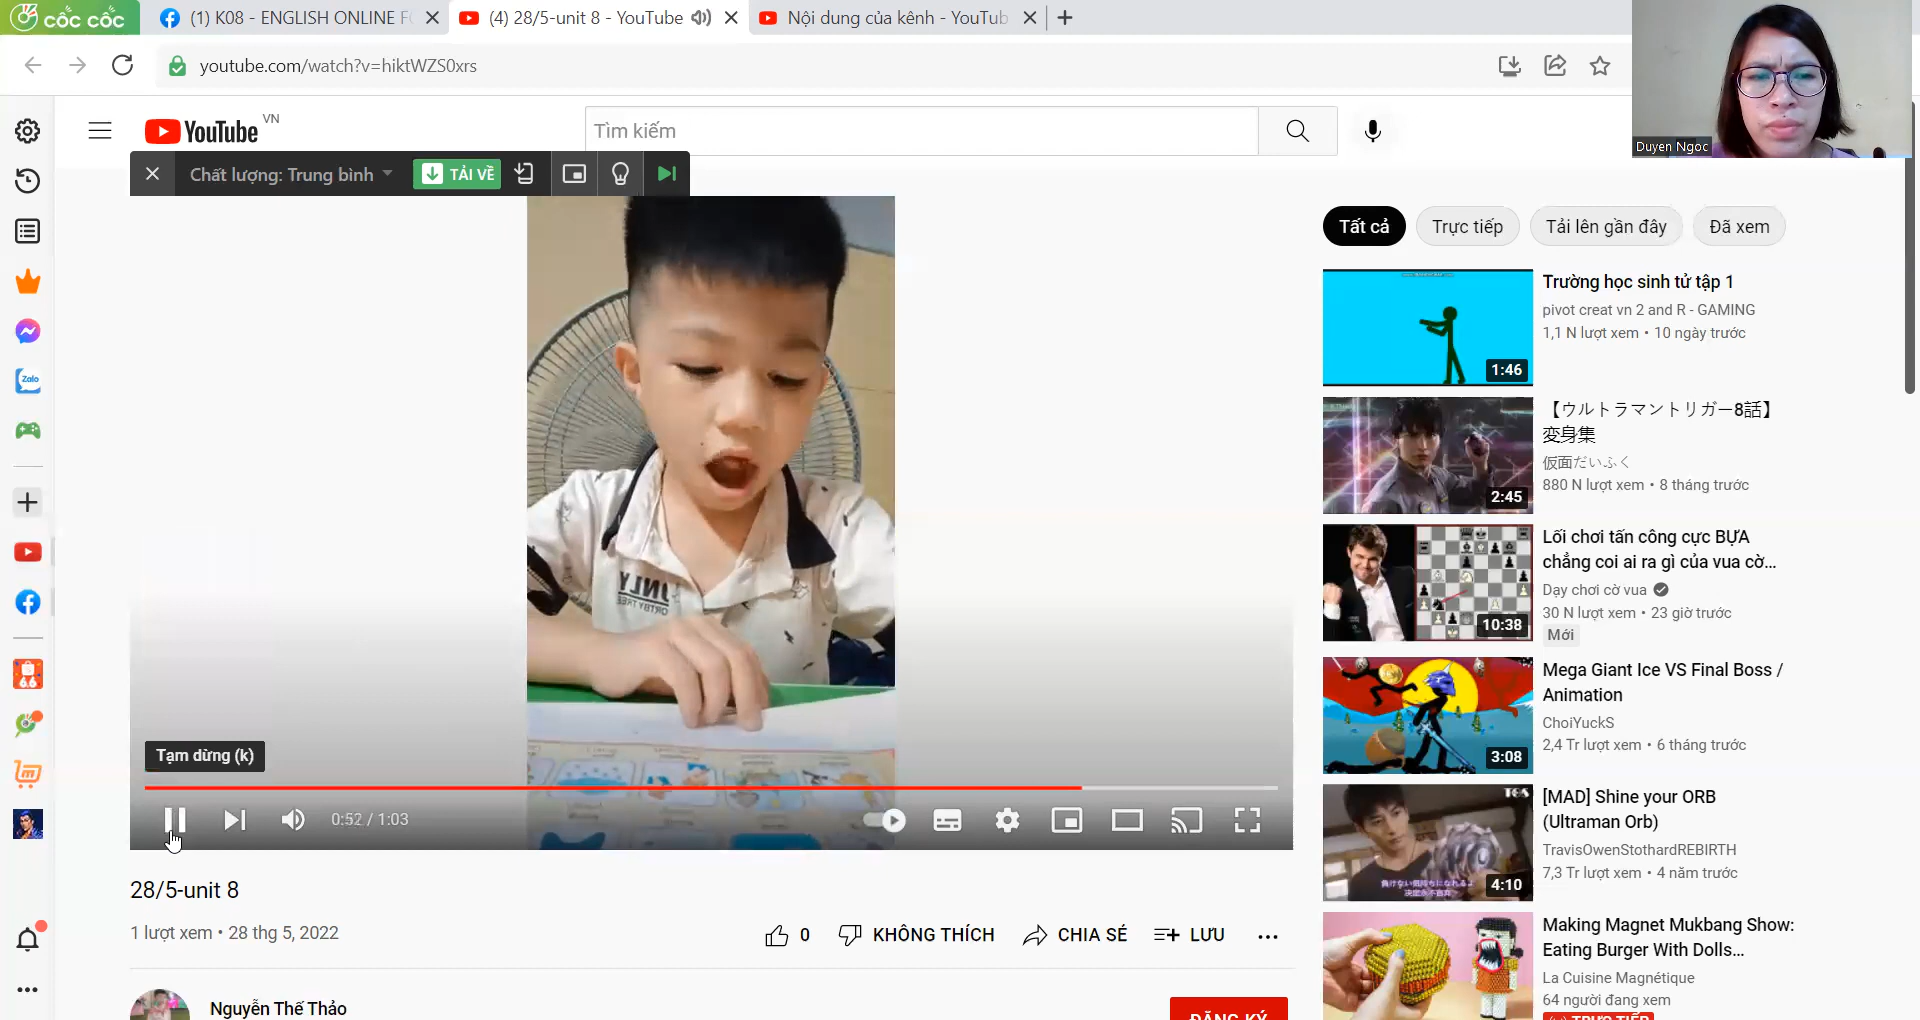 cốc cốc
(1) K08 - ENGLISH ONLINE F
(4) 28/5-unit 8 - YouTube
Nội dung của kênh - YouTub
youtube.com/watch?v=hiktWZS0xrs
Duyen Ngoc
YouTube VN
Tìm kiếm
Chất lượng: Trung bình
TẢI VỀ
Tất cả
Trực tiếp
Tải lên gần đây
Đã xem
Zalo
6.6
Trường học sinh tử tập 1
pivot creat vn 2 and R - GAMING
1,1 N lượt xem • 10 ngày trước
1:46
【ウルトラマントリガー8話】
変身集
仮面だいふく
880 N lượt xem • 8 tháng trước
2:45
Lối chơi tấn công cực BỰA
chẳng coi ai ra gì của vua cờ...
Dạy chơi cờ vua
30 N lượt xem • 23 giờ trước
Mới
10:38
Mega Giant Ice VS Final Boss /
Animation
ChoiYuckS
2,4 Tr lượt xem • 6 tháng trước
3:08
[MAD] Shine your ORB
(Ultraman Orb)
TravisOwenStothardREBIRTH
7,3 Tr lượt xem • 4 năm trước
4:10
Making Magnet Mukbang Show:
Eating Burger With Dolls...
La Cuisine Magnétique
64 người đang xem
TRỰC TIẾP
Tạm dừng (k)
0:52 / 1:03
28/5-unit 8
1 lượt xem • 28 thg 5, 2022
0
KHÔNG THÍCH
CHIA SẺ
LƯU
Nguyễn Thế Thảo
ĐĂNG KÝ